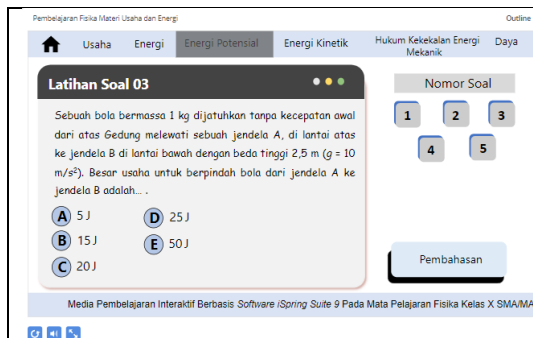 Pembelajaran Fisika Materi Usaha dan Energi
Outline
Usaha
Energi
Energi Potensial
Energi Kinetik
Hukum Kekekalan Energi
Mekanik
Daya
Latihan Soal 03
Sebuah bola bermassa 1 kg dijatuhkan tanpa kecepatan awal
dari atas Gedung melewati sebuah jendela A, di lantai atas
ke jendela B di lantai bawah dengan beda tinggi 2,5 m (g = 10
m/s²). Besar usaha untuk berpindah bola dari jendela A ke
jendela B adalah... .
A 5 J
B 15 J
C 20 J
D 25 J
E 50 J
Nomor Soal
1 2 3
4 5
Pembahasan
Media Pembelajaran Interaktif Berbasis Software iSpring Suite 9 Pada Mata Pelajaran Fisika Kelas X SMA/MA